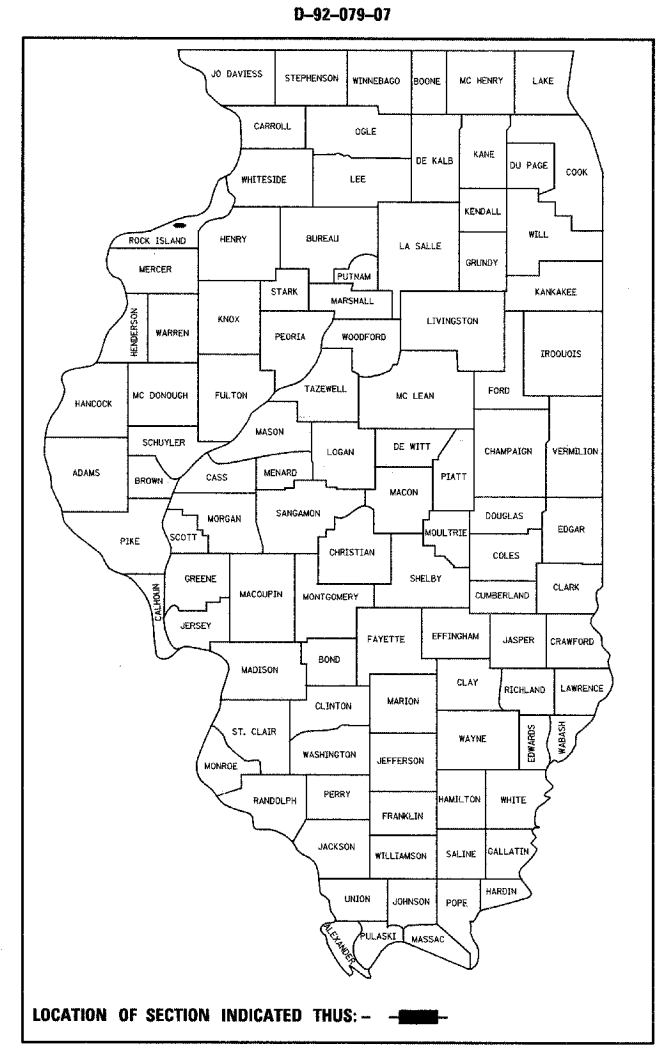 D-92-079-07
JO DAVIESS STEPHENSON WINNEBAGO BOONE MC HENRY LAKE
CARROLL OGLE
DE KALB KANE DU PAGE COOK
WHITESIDE LEE
KENDALL
ROCK ISLAND HENRY BUREAU LA SALLE WILL
MERCER PUTNAM GRUNDY
STARK MARSHALL KANKAKEE
HENDERSON WARREN KNOX PEORIA WOODFORD LIVINGSTON
IROQUOIS
HANCOCK MC DONOUGH FULTON TAZEWELL MC LEAN FORD
SCHUYLER MASON LOGAN DE WITT CHAMPAIGN VERMILION
ADAMS BROWN CASS MENARD MACON PIATT
PIKE SCOTT MORGAN SANGAMON MOULTRIE DOUGLAS EDGAR
CHRISTIAN COLES
CALHOUN GREENE MACOUPIN MONTGOMERY SHELBY CUMBERLAND CLARK
JERSEY
MADISON BOND FAYETTE EFFINGHAM JASPER CRAWFORD
CLINTON MARION CLAY RICHLAND LAWRENCE
ST. CLAIR WASHINGTON JEFFERSON WAYNE EDWARDS WABASH
MONROE
RANDOLPH PERRY FRANKLIN HAMILTON WHITE
JACKSON WILLIAMSON SALINE GALLATIN
UNION JOHNSON POPE HARDIN
ALEXANDER PULASKI MASSAC
LOCATION OF SECTION INDICATED THUS: -